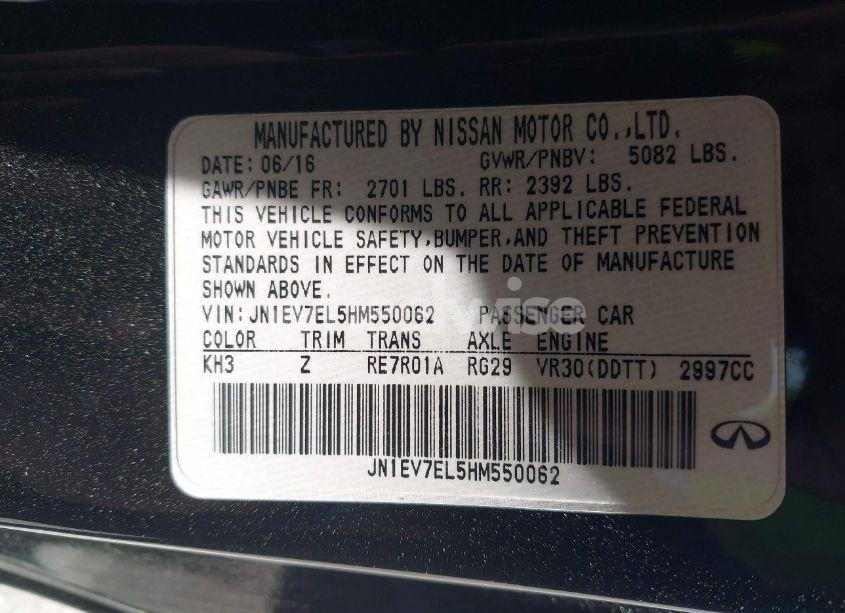 MANUFACTURED BY NISSAN MOTOR CO.,LTD.
DATE: 06/16 GVWR/PNBV: 5082 LBS.
GAWR/PNBE FR: 2701 LBS. RR: 2392 LBS.
THIS VEHICLE CONFORMS TO ALL APPLICABLE FEDERAL
MOTOR VEHICLE SAFETY,BUMPER,AND THEFT PREVENTION
STANDARDS IN EFFECT ON THE DATE OF MANUFACTURE
SHOWN ABOVE.
VIN:JN1EV7EL5HM550062 PASSENGER CAR
COLOR TRIM TRANS AXLE ENGINE
KH3 Z RE7R01A RG29 VR30(DDTT) 2997CC
JN1EV7EL5HM550062